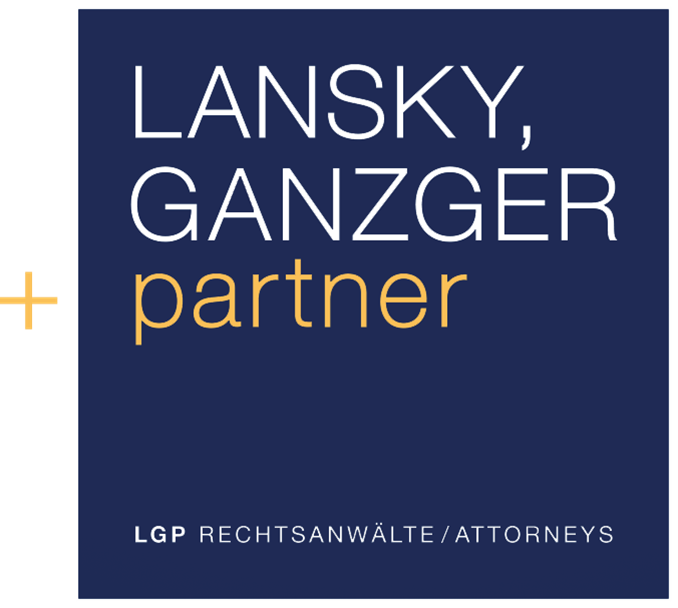 LANSKY,
GANZGER
+ partner
LGP RECHTSANWÄLTE/ATTORNEYS